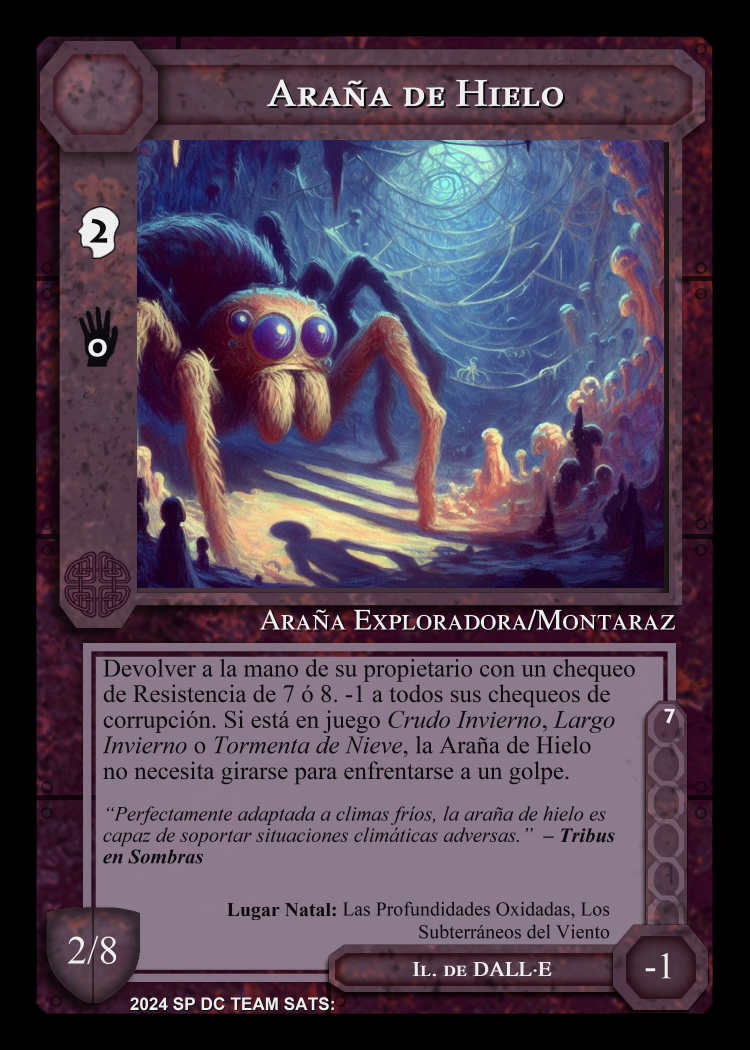 Araña de Hielo
2
0
Araña Exploradora/Montaraz
Devolver a la mano de su propietario con un chequeo
de Resistencia de 7 ó 8. -1 a todos sus chequeos de
corrupción. Si está en juego Crudo Invierno, Largo
Invierno o Tormenta de Nieve, la Araña de Hielo
no necesita girarse para enfrentarse a un golpe.
7
“Perfectamente adaptada a climas fríos, la araña de hielo es
capaz de soportar situaciones climáticas adversas.” – Tribus
en Sombras
Lugar Natal: Las Profundidades Oxidadas, Los
Subterráneos del Viento
2/8
Il. de DALL·E
-1
2024 SP DC TEAM SATS: